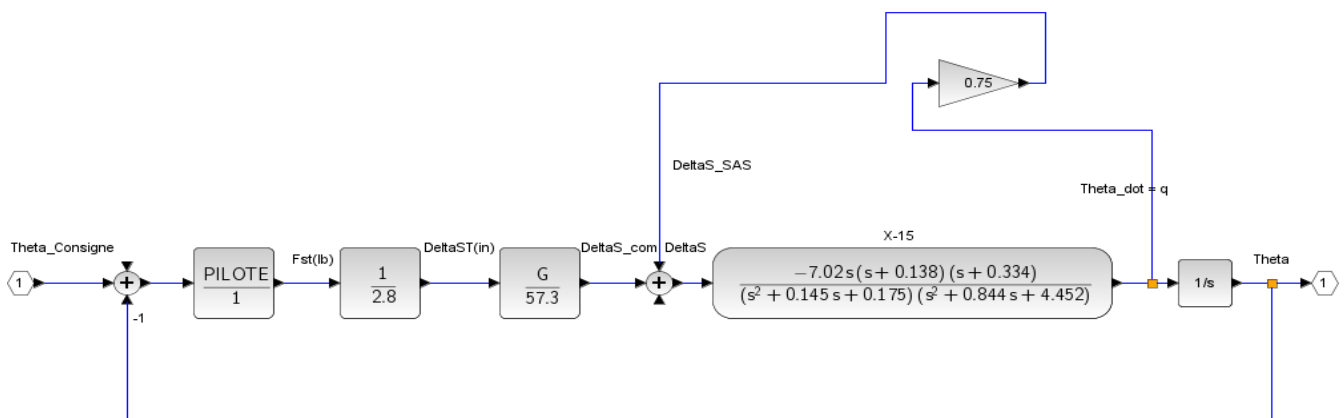 0.75
DeltaS_SAS
Theta_dot = q
X-15
Theta_Consigne
Fst(lb)
DeltaST(in)
DeltaS_com
DeltaS
Theta
1
PILOTE
1
1
2.8
G
57.3
−7.02 s (s + 0.138) (s + 0.334)
(s² + 0.145 s + 0.175) (s² + 0.844 s + 4.452)
1/s
1
-1